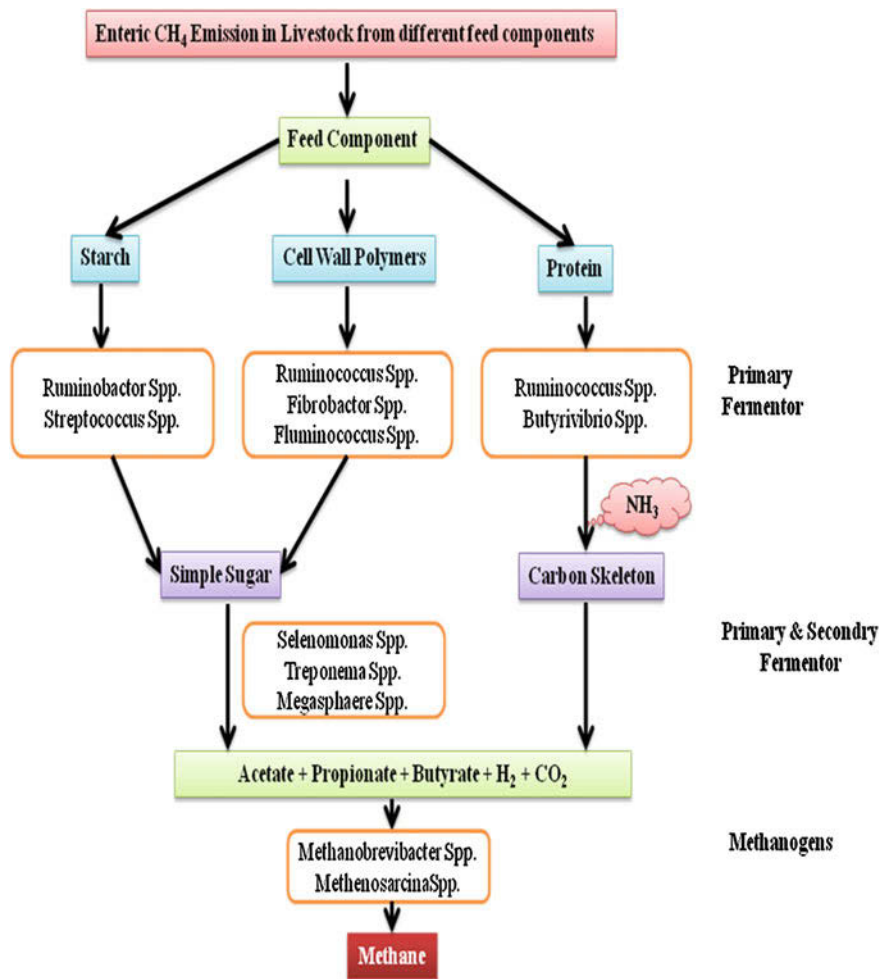 Enteric CH₄ Emission in Livestock from different feed components
Feed Component
Starch
Cell Wall Polymers
Protein
Ruminobactor Spp.
Streptococcus Spp.
Ruminococcus Spp.
Fibrobactor Spp.
Fluminococcus Spp.
Ruminococcus Spp.
Butyrivibrio Spp.
Primary
Fermentor
NH₃
Simple Sugar
Carbon Skeleton
Selenomonas Spp.
Treponema Spp.
Megasphaere Spp.
Primary & Secondry
Fermentor
Acetate + Propionate + Butyrate + H₂ + CO₂
Methanobrevibacter Spp.
MethenosarcinaSpp.
Methanogens
Methane